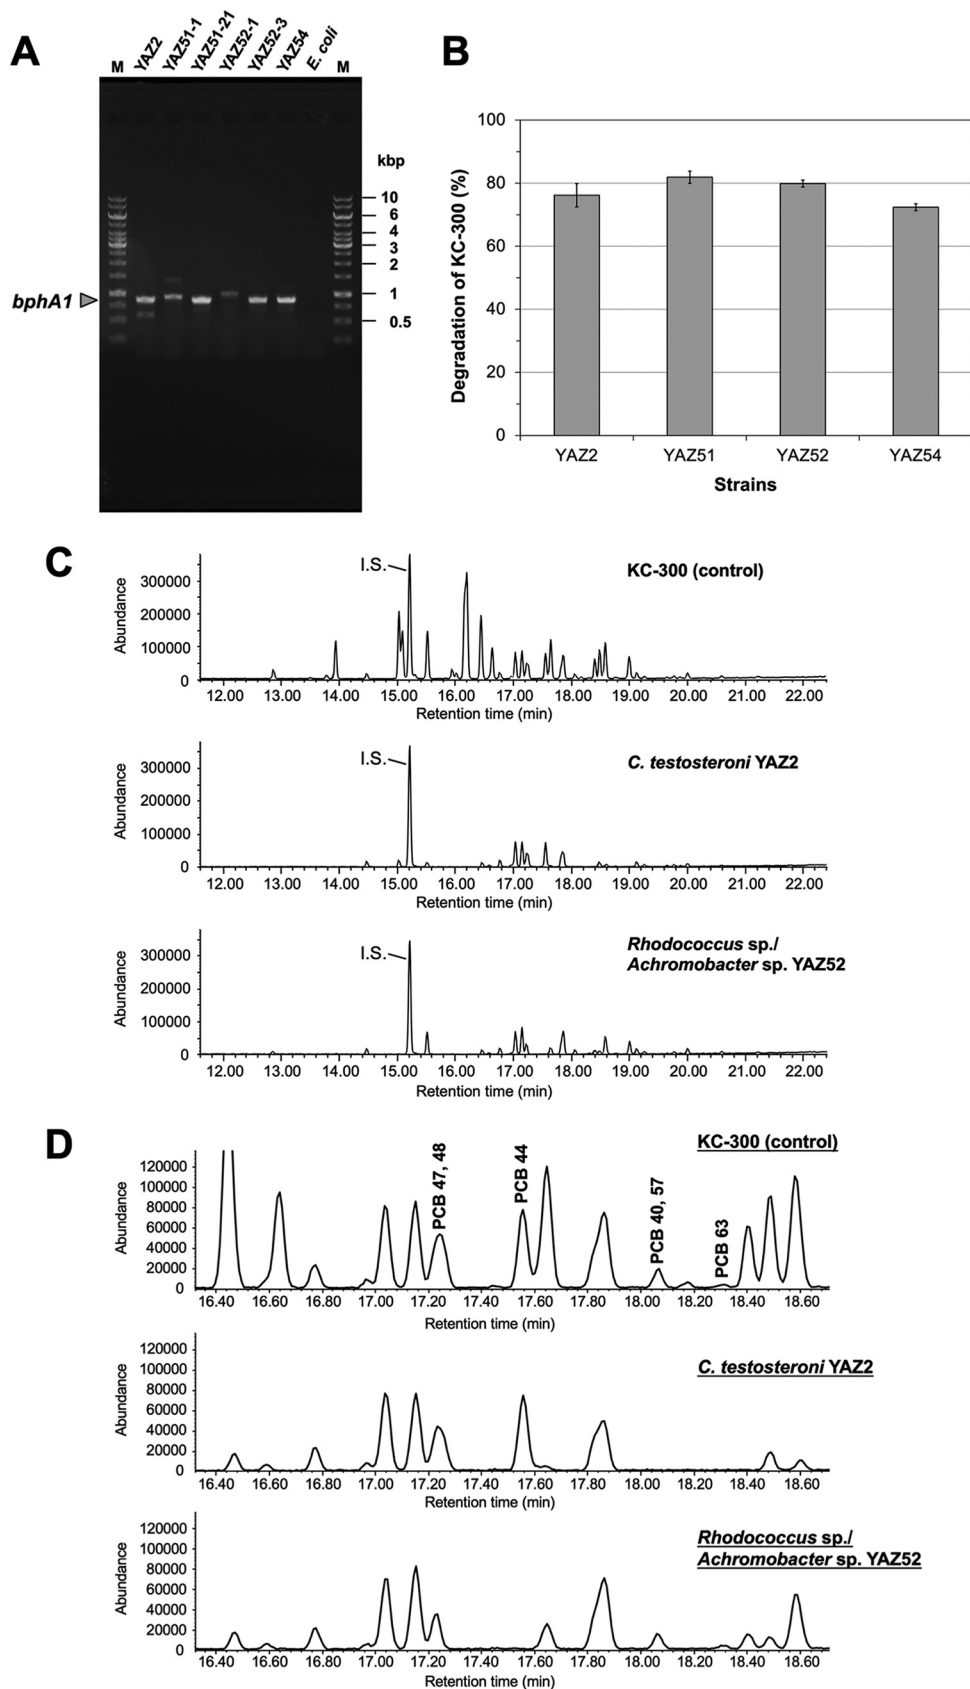 A
M
YAZ2
YAZ51-1
YAZ51-21
YAZ52-1
YAZ52-3
YAZ54
E. coli
M
kbp
10
6
4
3
2
1
0.5
bphA1
B
Degradation of KC-300 (%)
100
80
60
40
20
0
YAZ2 YAZ51 YAZ52 YAZ54
Strains
C
KC-300 (control)
I.S.
Abundance
300000
200000
100000
0
12.00 13.00 14.00 15.00 16.00 17.00 18.00 19.00 20.00 21.00 22.00
Retention time (min)
C. testosteroni YAZ2
I.S.
Abundance
300000
200000
100000
0
12.00 13.00 14.00 15.00 16.00 17.00 18.00 19.00 20.00 21.00 22.00
Retention time (min)
Rhodococcus sp./
Achromobacter sp. YAZ52
I.S.
Abundance
300000
200000
100000
0
12.00 13.00 14.00 15.00 16.00 17.00 18.00 19.00 20.00 21.00 22.00
Retention time (min)
D
KC-300 (control)
PCB 47, 48
PCB 44
PCB 40, 57
PCB 63
Abundance
120000
100000
80000
60000
40000
20000
0
16.40 16.60 16.80 17.00 17.20 17.40 17.60 17.80 18.00 18.20 18.40 18.60
Retention time (min)
C. testosteroni YAZ2
Abundance
120000
100000
80000
60000
40000
20000
0
16.40 16.60 16.80 17.00 17.20 17.40 17.60 17.80 18.00 18.20 18.40 18.60
Retention time (min)
Rhodococcus sp./
Achromobacter sp. YAZ52
Abundance
120000
100000
80000
60000
40000
20000
0
16.40 16.60 16.80 17.00 17.20 17.40 17.60 17.80 18.00 18.20 18.40 18.60
Retention time (min)